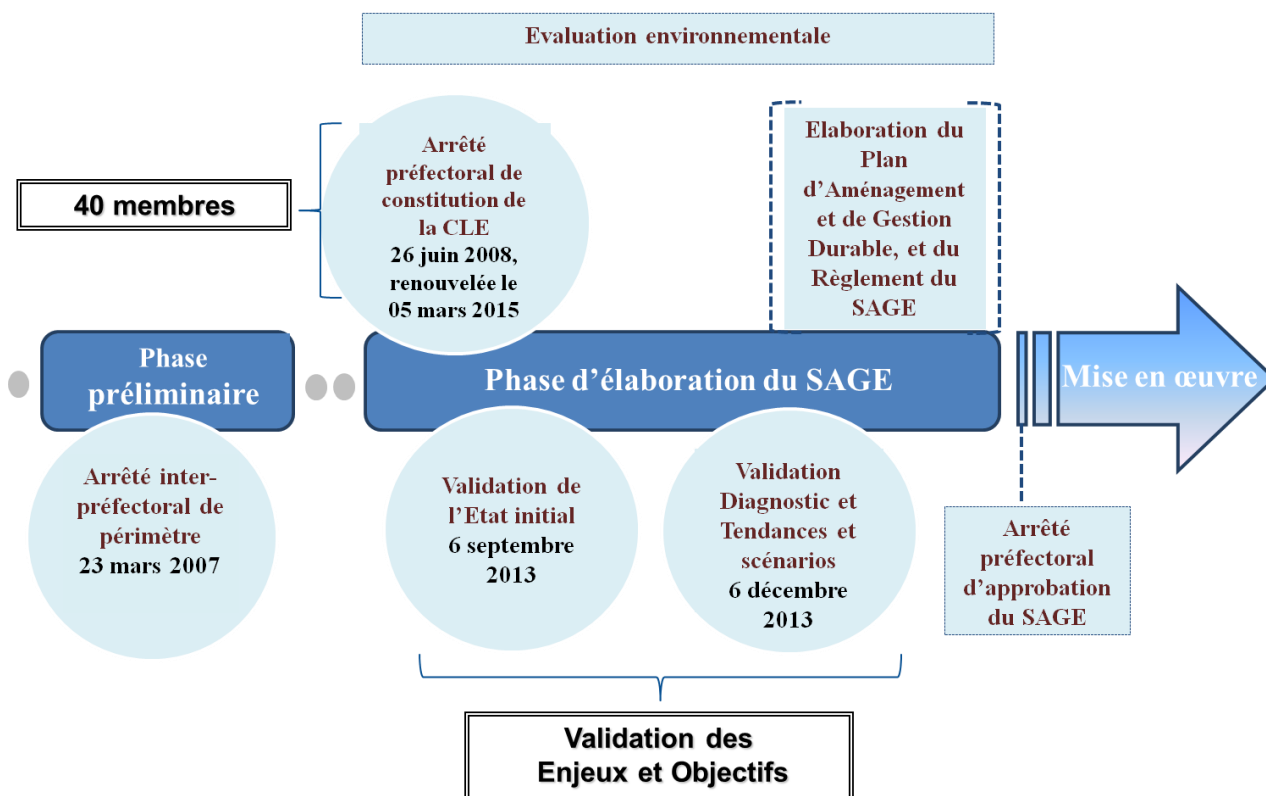 Evaluation environnementale
Arrêté
préfectoral de
constitution de
la CLE
26 juin 2008,
renouvelée le
05 mars 2015
40 membres
Elaboration du
Plan
d’Aménagement
et de Gestion
Durable, et du
Règlement du
SAGE
Phase
préliminaire
Phase d’élaboration du SAGE
Mise en œuvre
Arrêté inter-
préfectoral de
périmètre
23 mars 2007
Validation de
l’Etat initial
6 septembre
2013
Validation
Diagnostic et
Tendances et
scénarios
6 décembre
2013
Arrêté
préfectoral
d’approbation
du SAGE
Validation des
Enjeux et Objectifs